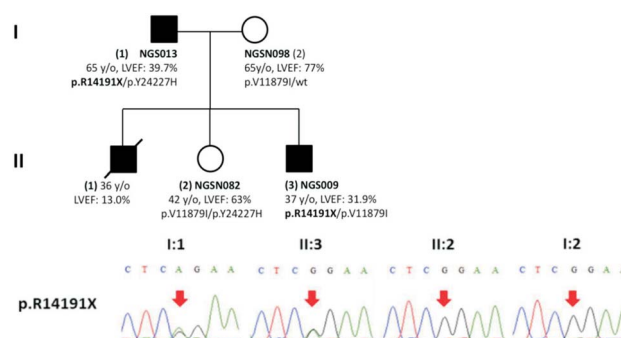 I
(1) NGS013
65 y/o, LVEF: 39.7%
p.R14191X/p.Y24227H
NGSN098 (2)
65y/o, LVEF: 77%
p.V11879I/wt
II
(1) 36 y/o
LVEF: 13.0%
(2) NGSN082
42 y/o, LVEF: 63%
p.V11879I/p.Y24227H
(3) NGS009
37 y/o, LVEF: 31.9%
p.R14191X/p.V11879I
I:1 II:3 II:2 I:2
C T C A G A A C T C G G A A C T C G G A A C T C G G A A
p.R14191X